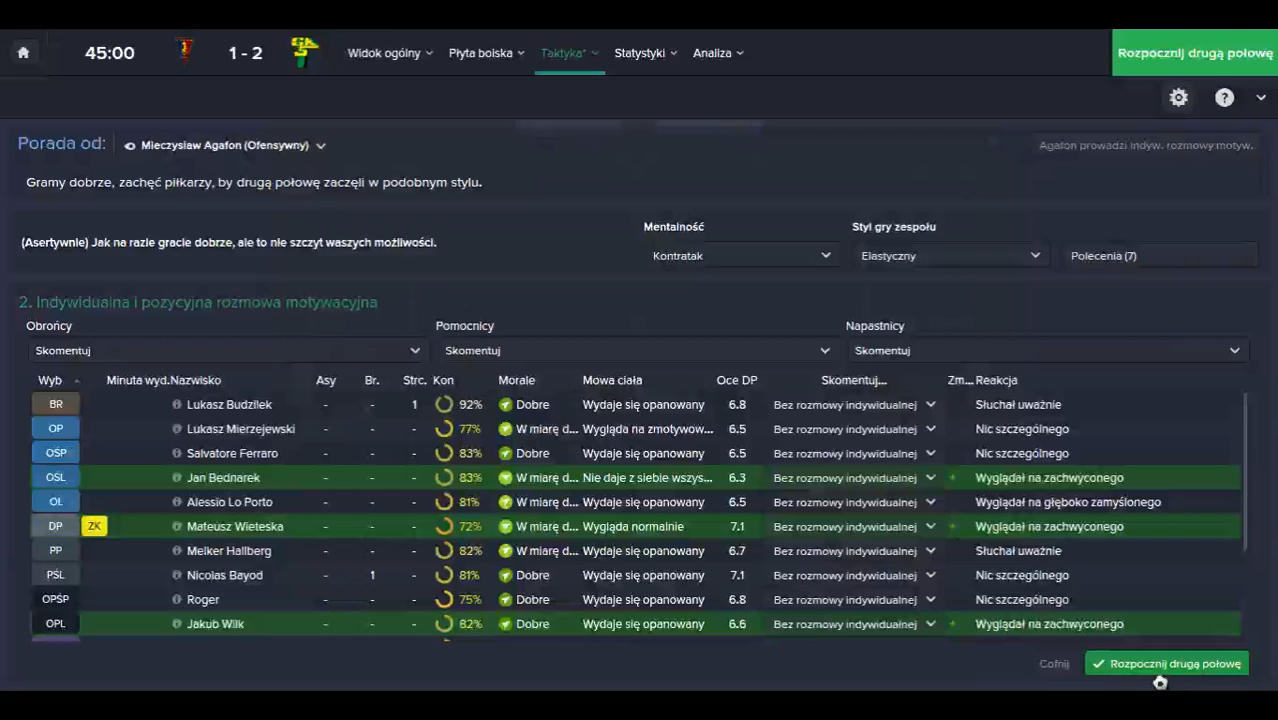 45:00 1 - 2 Widok ogólny Płyta boiska Taktyka* Statystyki Analiza Rozpocznij drugą połowę
Porada od: Mieczysław Agafon (Ofensywny) Agafon prowadzi indyw. rozmowy motyw.
Gramy dobrze, zachęć piłkarzy, by drugą połowę zaczęli w podobnym stylu.
Mentalność Styl gry zespołu
(Asertywnie) Jak na razie gracie dobrze, ale to nie szczyt waszych możliwości.
Kontratak Elastyczny Polecenia (7)
2. Indywidualna i pozycyjna rozmowa motywacyjna
Obrońcy Pomocnicy Napastnicy
Skomentuj Skomentuj Skomentuj
Wyb Minuta wyd. Nazwisko Asy Br. Strc. Kon Morale Mowa ciała Oce DP Skomentuj... Zm... Reakcja
BR Lukasz Budziłek - - 1 92% Dobre Wydaje się opanowany 6.8 Bez rozmowy indywidualnej Słuchał uważnie
OP Lukasz Mierzejewski - - - 77% W miarę d... Wygląda na zmotywow... 6.5 Bez rozmowy indywidualnej Nic szczególnego
OŚP Salvatore Ferraro - - - 83% Dobre Wydaje się opanowany 6.5 Bez rozmowy indywidualnej Nic szczególnego
OŚL Jan Bednarek - - - 83% W miarę d... Nie daje z siebie wszys... 6.3 Bez rozmowy indywidualnej Wyglądał na zachwyconego
OL Alessio Lo Porto - - - 81% W miarę d... Wydaje się opanowany 6.5 Bez rozmowy indywidualnej Wyglądał na głęboko zamyślonego
DP ZK Mateusz Wieteska - - - 72% W miarę d... Wygląda normalnie 7.1 Bez rozmowy indywidualnej Wyglądał na zachwyconego
PP Melker Hallberg - - - 82% W miarę d... Wydaje się opanowany 6.7 Bez rozmowy indywidualnej Słuchał uważnie
PŚL Nicolas Bayod - 1 - 81% Dobre Wydaje się opanowany 7.1 Bez rozmowy indywidualnej Nic szczególnego
OPŚP Roger - - - 75% Dobre Wydaje się opanowany 6.8 Bez rozmowy indywidualnej Nic szczególnego
OPL Jakub Wilk - - - 82% Dobre Wydaje się opanowany 6.6 Bez rozmowy indywidualnej Wyglądał na zachwyconego
Cofnij Rozpocznij drugą połowę